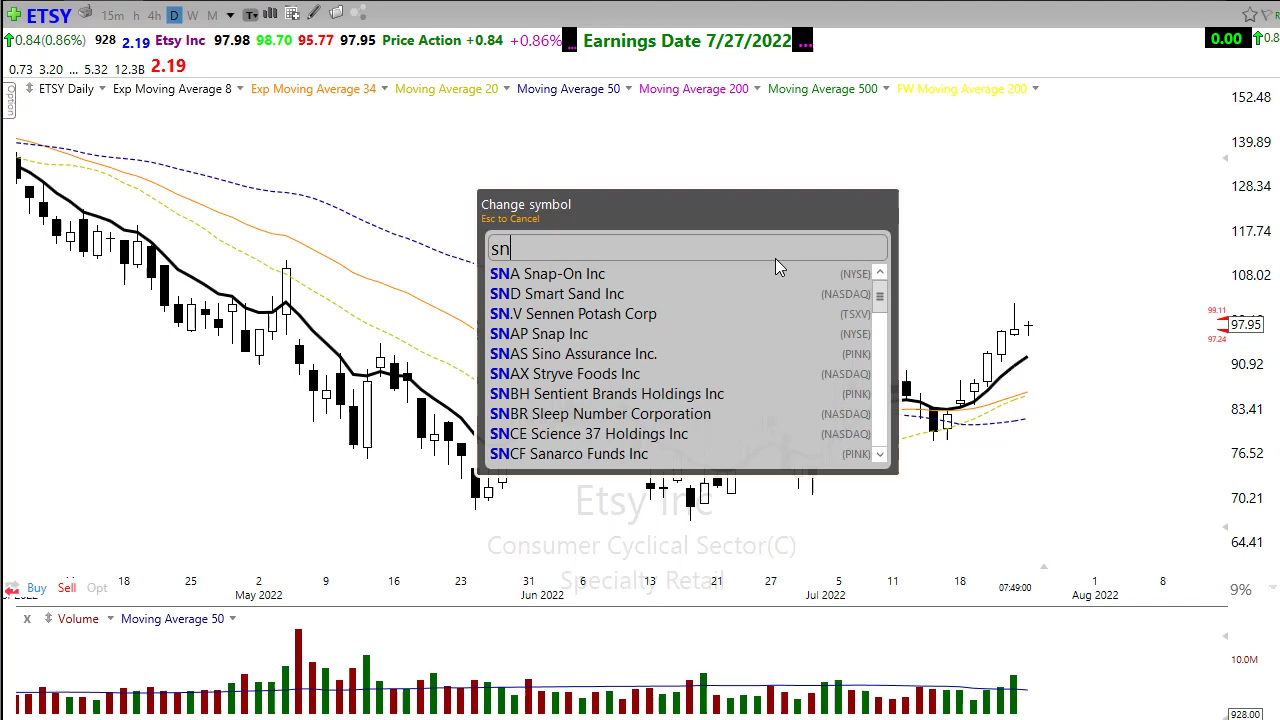 ETSY 15m h 4h D W M
0.84(0.86%) 928 2.19 Etsy Inc 97.98 98.70 95.77 97.95 Price Action +0.84 +0.86% ... Earnings Date 7/27/2022 ... 0.00
0.73 3.20 ... 5.32 12.3B 2.19
Option
ETSY Daily Exp Moving Average 8 Exp Moving Average 34 Moving Average 20 Moving Average 50 Moving Average 200 Moving Average 500 FW Moving Average 200
152.48
139.89
128.34
117.74
108.02
99.11
97.95
97.24
90.92
83.41
76.52
70.21
64.41
Change symbol
Esc to Cancel
sn
SNA Snap-On Inc (NYSE)
SND Smart Sand Inc (NASDAQ)
SN.V Sennen Potash Corp (TSXV)
SNAP Snap Inc (NYSE)
SNAS Sino Assurance Inc. (PINK)
SNAX Stryve Foods Inc (NASDAQ)
SNBH Sentient Brands Holdings Inc (PINK)
SNBR Sleep Number Corporation (NASDAQ)
SNCE Science 37 Holdings Inc (NASDAQ)
SNCF Sanarco Funds Inc (PINK)
Etsy Inc
Consumer Cyclical Sector(C)
Specialty Retail
18 25 2 9 16 23 31 6 13 21 27 5 11 18 07:49:00 1 8
May 2022 Jun 2022 Jul 2022 Aug 2022
Buy Sell Opt
9%
x Volume Moving Average 50
10.0M
928.00